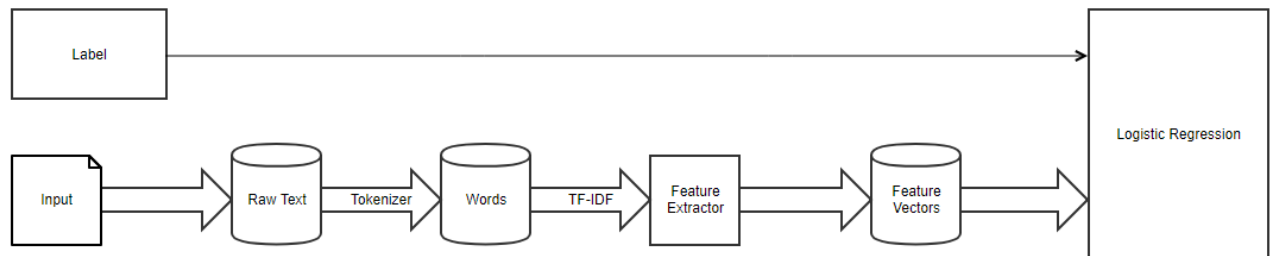 Label
Logistic Regression
Input
Raw Text
Tokenizer
Words
TF-IDF
Feature
Extractor
Feature
Vectors